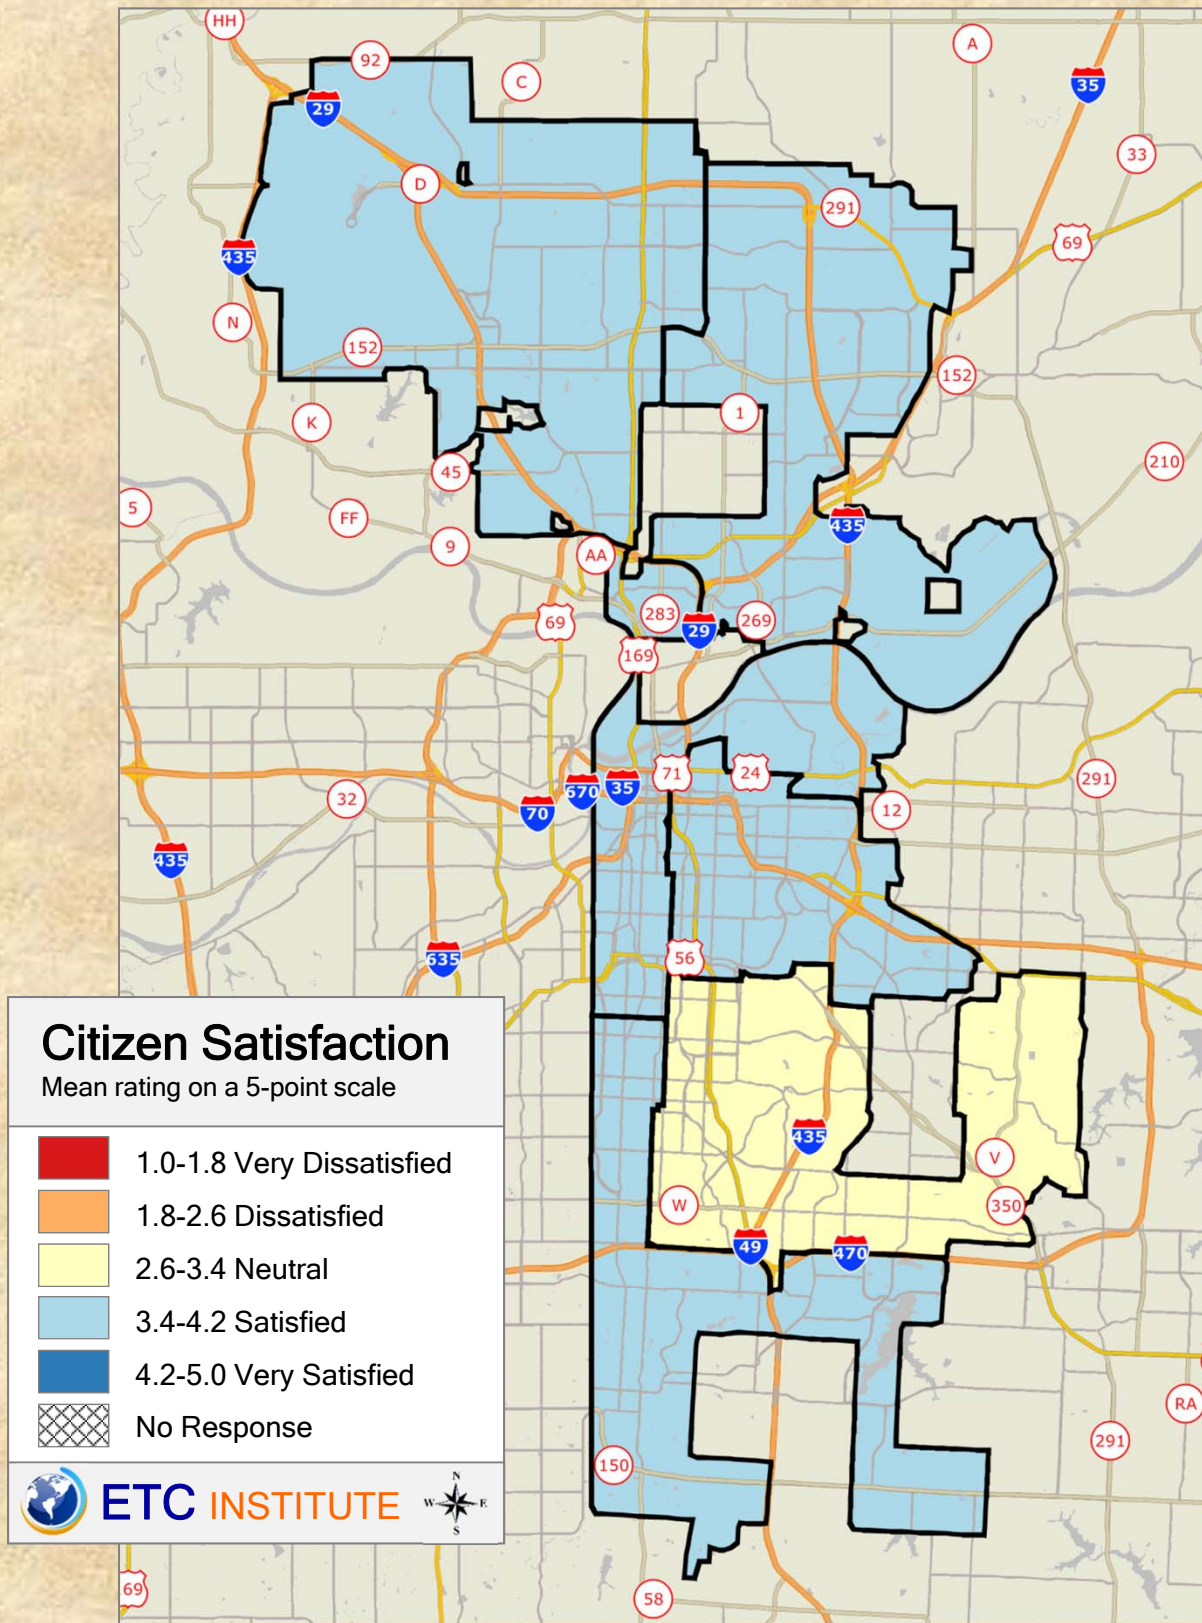 HH
92
C
A
29
35
33
D
291
69
435
N
152
152
K
1
45
210
5
FF
435
9
AA
283
69
29
269
169
71
24
291
670
35
32
70
12
435
56
635
Citizen Satisfaction
Mean rating on a 5-point scale
1.0-1.8 Very Dissatisfied
1.8-2.6 Dissatisfied
2.6-3.4 Neutral
3.4-4.2 Satisfied
4.2-5.0 Very Satisfied
No Response
ETC INSTITUTE
N
W E
S
435
V
W
350
49
470
RA
291
150
69
58